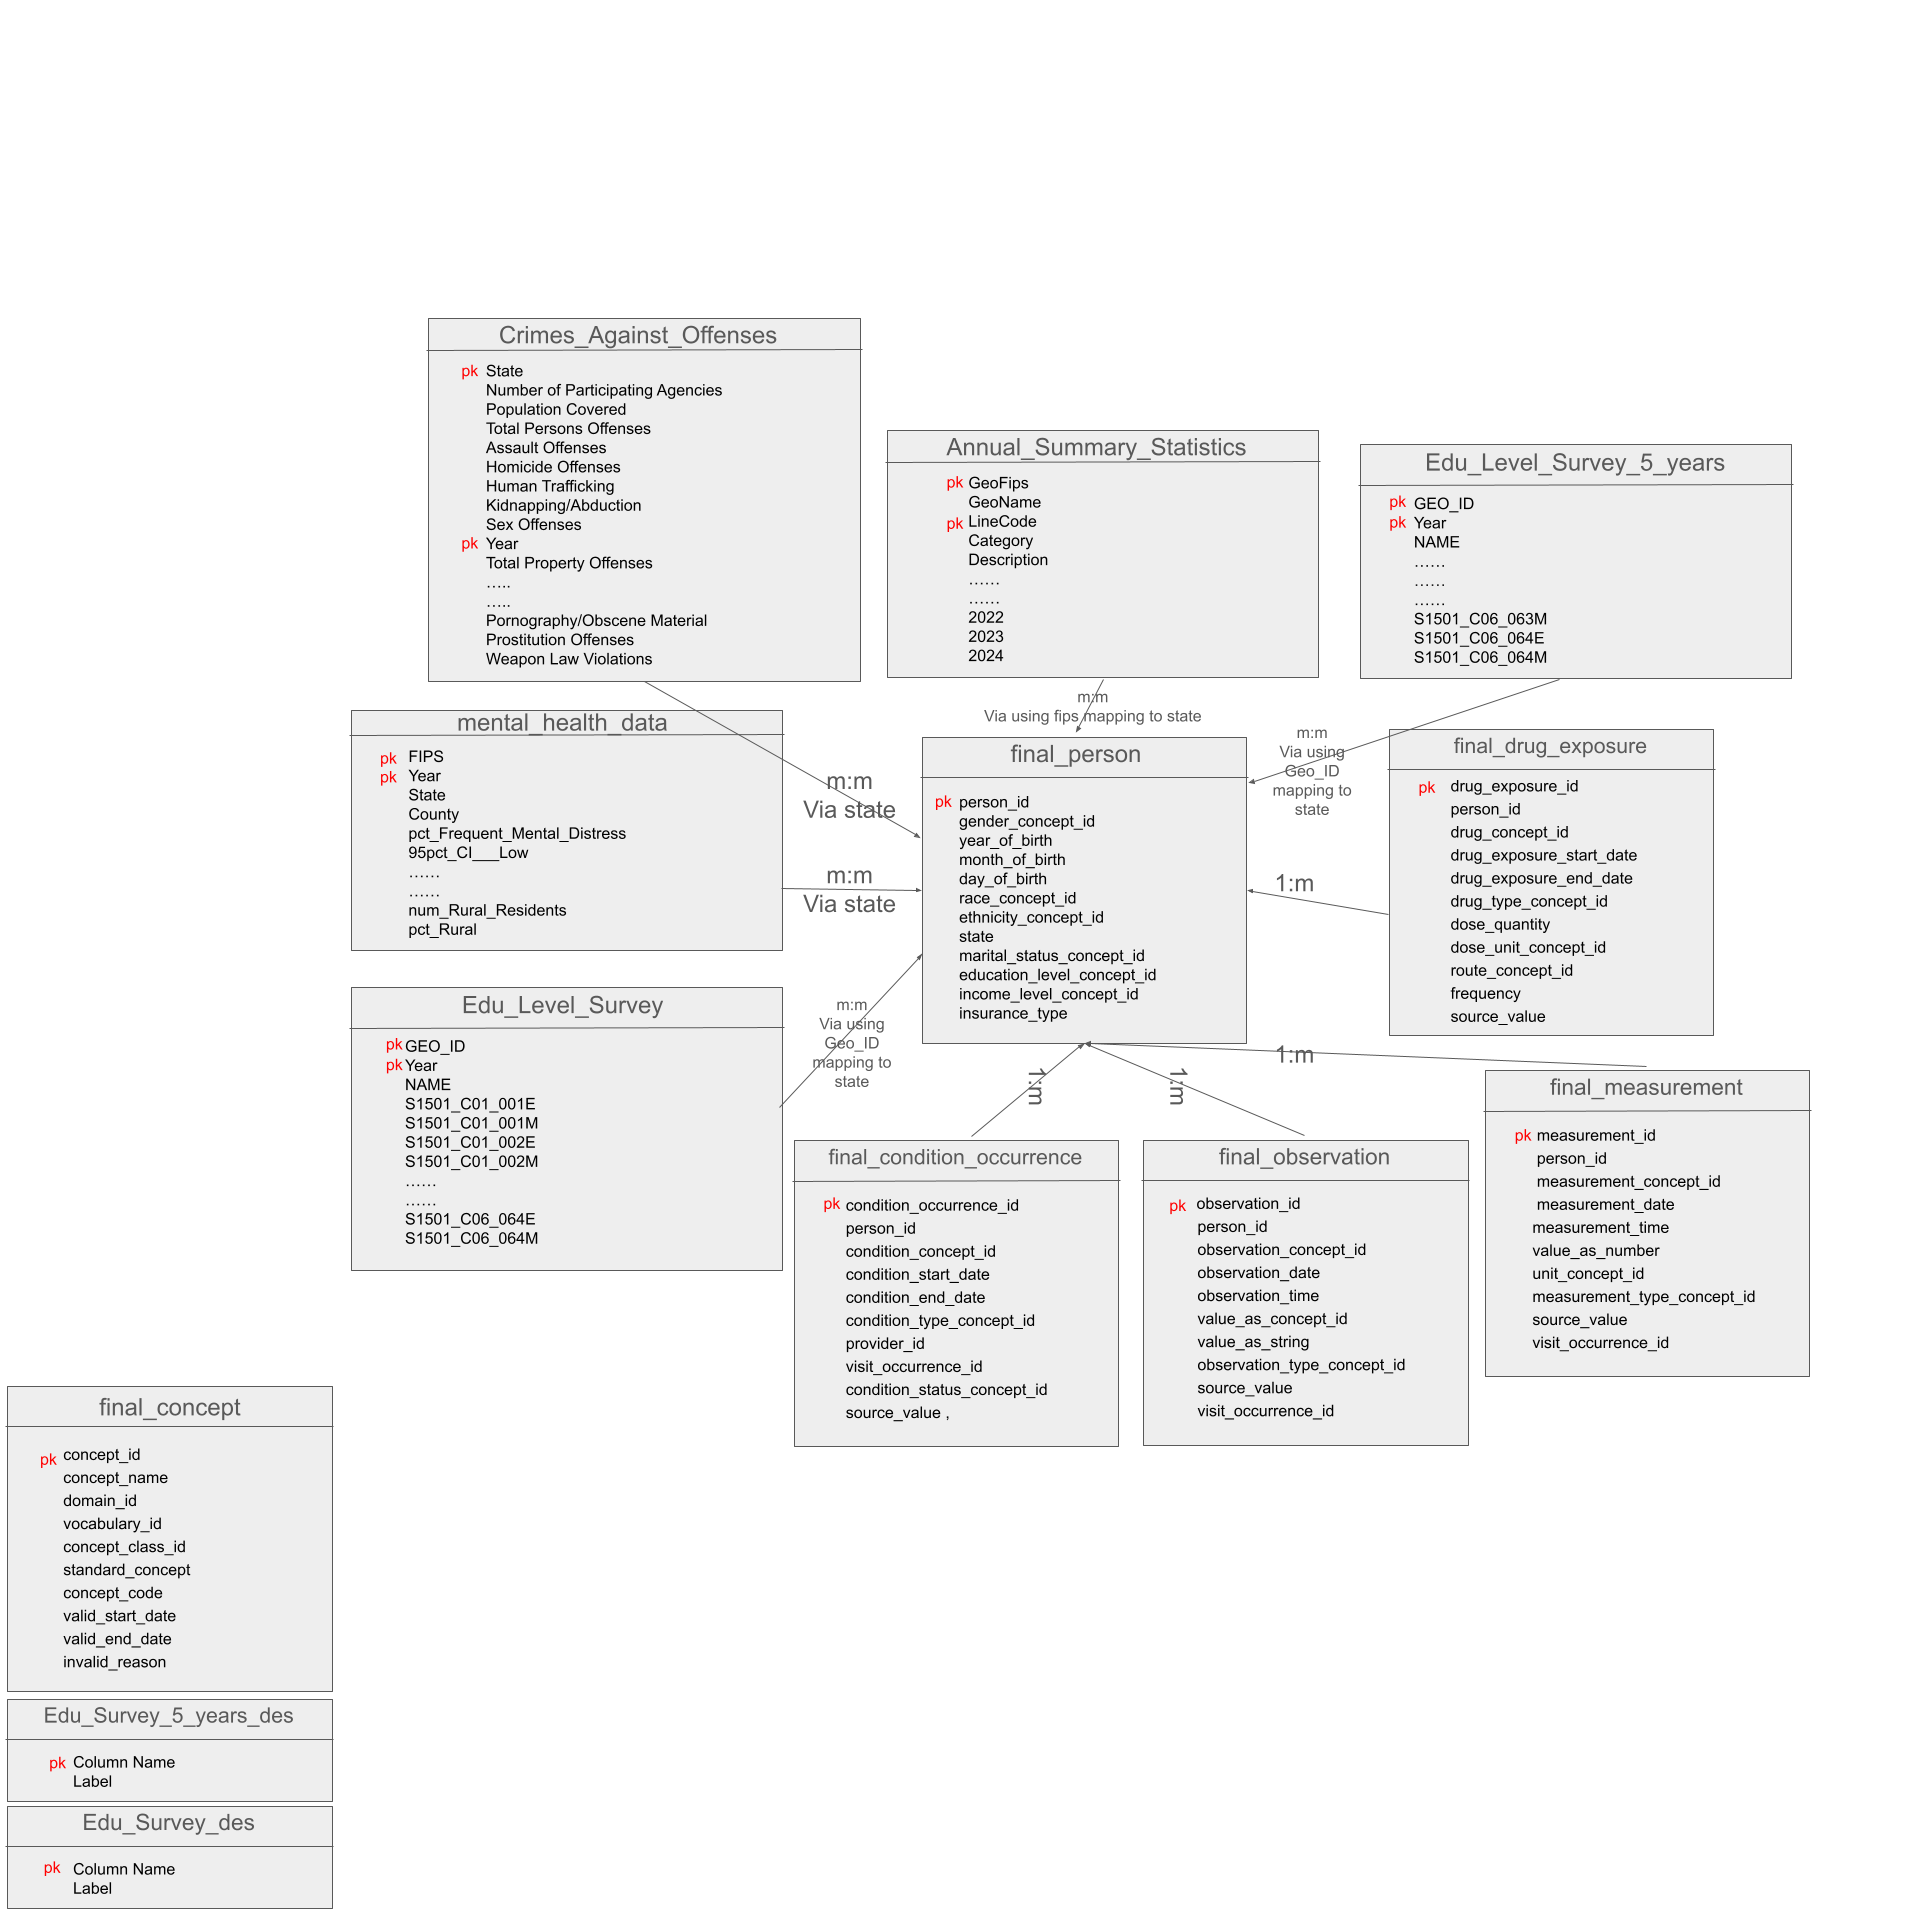 Crimes_Against_Offenses
pk State
Number of Participating Agencies
Population Covered
Total Persons Offenses
Assault Offenses
Homicide Offenses
Human Trafficking
Kidnapping/Abduction
Sex Offenses
pk Year
Total Property Offenses
.....
.....
Pornography/Obscene Material
Prostitution Offenses
Weapon Law Violations
Annual_Summary_Statistics
pk GeoFips
GeoName
pk LineCode
Category
Description
......
......
2022
2023
2024
Edu_Level_Survey_5_years
pk GEO_ID
pk Year
NAME
......
......
......
S1501_C06_063M
S1501_C06_064E
S1501_C06_064M
m:m
Via using fips mapping to state
m:m
Via using
Geo_ID
mapping to
state
mental_health_data
pk FIPS
pk Year
State
County
pct_Frequent_Mental_Distress
95pct_CI___Low
......
......
num_Rural_Residents
pct_Rural
m:m
Via state
m:m
Via state
final_person
pk person_id
gender_concept_id
year_of_birth
month_of_birth
day_of_birth
race_concept_id
ethnicity_concept_id
state
marital_status_concept_id
education_level_concept_id
income_level_concept_id
insurance_type
1:m
final_drug_exposure
pk drug_exposure_id
person_id
drug_concept_id
drug_exposure_start_date
drug_exposure_end_date
drug_type_concept_id
dose_quantity
dose_unit_concept_id
route_concept_id
frequency
source_value
Edu_Level_Survey
pk GEO_ID
pk Year
NAME
S1501_C01_001E
S1501_C01_001M
S1501_C01_002E
S1501_C01_002M
......
......
S1501_C06_064E
S1501_C06_064M
m:m
Via using
Geo_ID
mapping to
state
1:m
1:m
1:m
final_condition_occurrence
pk condition_occurrence_id
person_id
condition_concept_id
condition_start_date
condition_end_date
condition_type_concept_id
provider_id
visit_occurrence_id
condition_status_concept_id
source_value ,
final_observation
pk observation_id
person_id
observation_concept_id
observation_date
observation_time
value_as_concept_id
value_as_string
observation_type_concept_id
source_value
visit_occurrence_id
final_measurement
pk measurement_id
person_id
measurement_concept_id
measurement_date
measurement_time
value_as_number
unit_concept_id
measurement_type_concept_id
source_value
visit_occurrence_id
final_concept
pk concept_id
concept_name
domain_id
vocabulary_id
concept_class_id
standard_concept
concept_code
valid_start_date
valid_end_date
invalid_reason
Edu_Survey_5_years_des
pk Column Name
Label
Edu_Survey_des
pk Column Name
Label